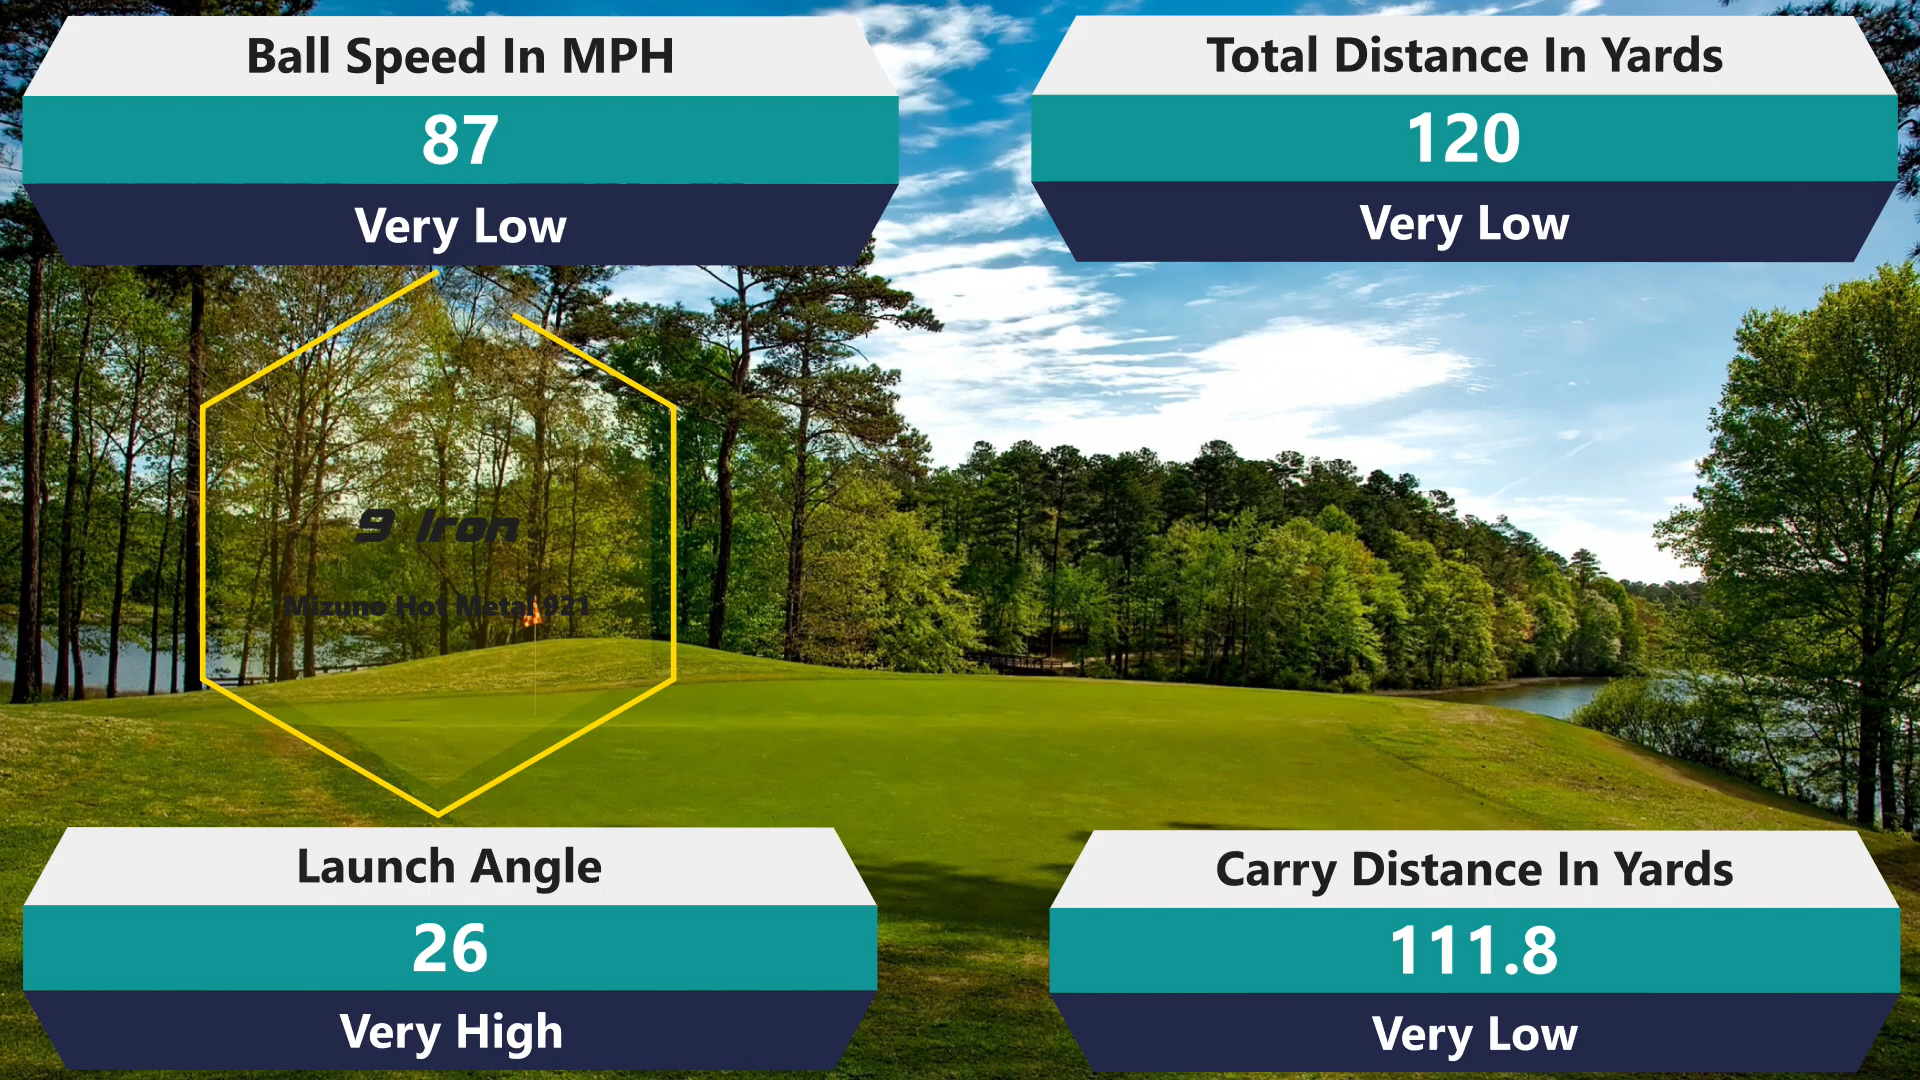 Ball Speed In MPH
87
Very Low
Total Distance In Yards
120
Very Low
9 Iron
Mizuno Hot Metal 921
Launch Angle
26
Very High
Carry Distance In Yards
111.8
Very Low